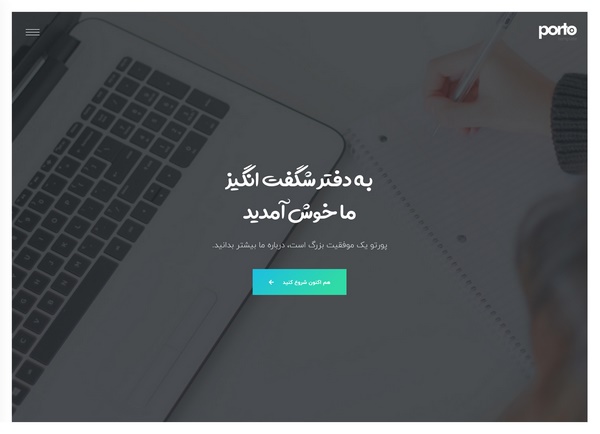 porto
به دفتر شگفت انگیز
ما خوش آمدید
پورتو یک موفقیت بزرگ است، درباره ما بیشتر بدانید.
هم اکنون شروع کنید